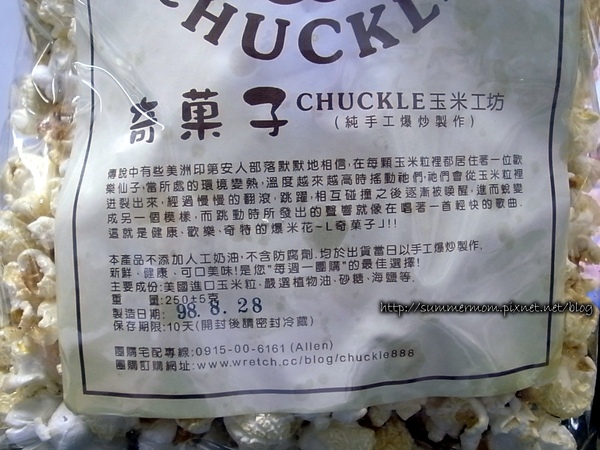 CHUCKLE
奇菓子 CHUCKLE玉米工坊
(純手工爆炒製作)
傳說中有些美洲印第安人部落默默地相信,在每顆玉米粒裡都居住著一位歡
樂仙子,當所處的環境變熱,溫度越來越高時搖動祂們,祂們會從玉米粒裡
迸裂出來,經過慢慢的翻滾,跳躍,相互碰撞之後逐漸被喚醒,進而蛻變
成另一個模樣,而跳動時所發出的聲響就像在唱著一首輕快的歌曲.
這就是健康、歡樂、奇特的爆米花~L奇菓子J!!
本產品不添加人工奶油,不含防腐劑.均於出貨當日以手工爆炒製作,
新鮮、健康、可口美味!是您"每週一團購"的最佳選擇!
主要成份:美國進口玉米粒,嚴選植物油,砂糖,海鹽等.
重 量:250±5克
製造日期: 98.8.28
保存期限:10天(開封後請密封冷藏)
團購宅配專線:0915-00-6161 (Allen)
團購訂購網址:www.wretch.cc/blog/chuckle888
http://summermom.pixnet.net/blog